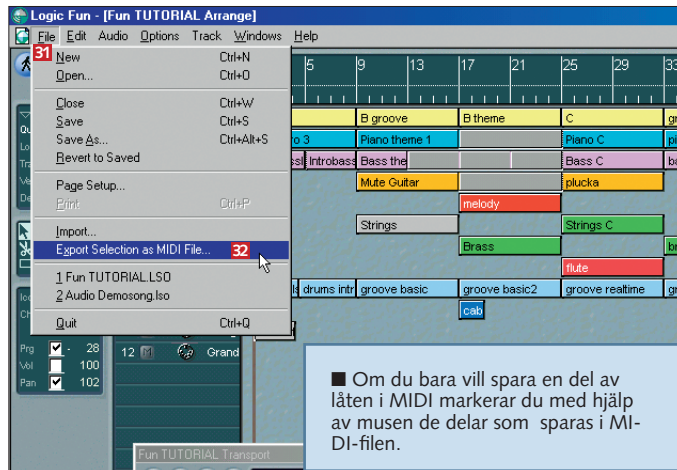 Logic Fun - [Fun TUTORIAL Arrange]
File Edit Audio Options Track Windows Help
31
New Ctrl+N
Open... Ctrl+O
Close Ctrl+W
Save Ctrl+S
Save As... Ctrl+Alt+S
Revert to Saved
Page Setup...
Print Ctrl+P
Import...
Export Selection as MIDI File... 32
1 Fun TUTORIAL.LSO
2 Audio Demosong.lso
Quit Ctrl+Q
5 9 13 17 21 25 29 33
B groove B theme C
o 3 Piano theme 1 Piano C
Introbass Bass the Bass C
Mute Guitar plucka
melody
Strings Strings C
Brass
flute
drums intr groove basic groove basic2 groove realtime
cab
Prg - 28
Vol 100
Pan 102
12 M Grand
■ Om du bara vill spara en del av
låten i MIDI markerar du med hjälp
av musen de delar som sparas i MI-
DI-filen.
Fun TUTORIAL Transport